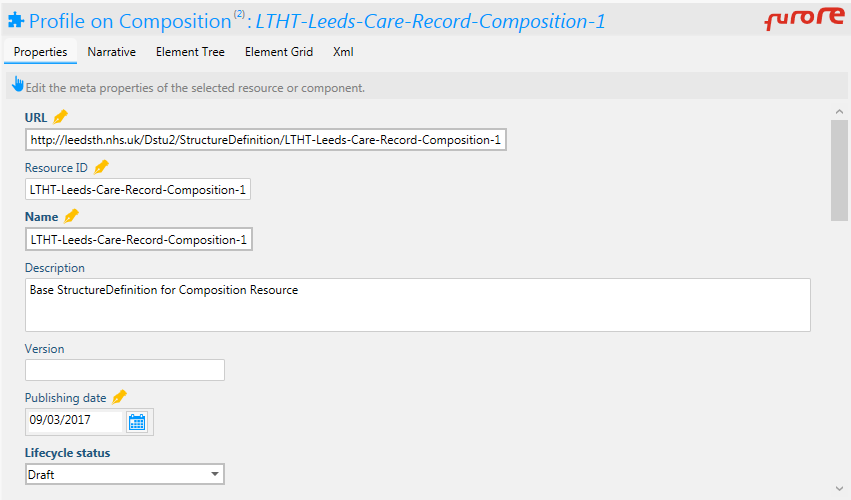 Profile on Composition(2): LTHT-Leeds-Care-Record-Composition-1
furore
Properties Narrative Element Tree Element Grid Xml
Edit the meta properties of the selected resource or component.
URL
http://leedsth.nhs.uk/Dstu2/StructureDefinition/LTHT-Leeds-Care-Record-Composition-1
Resource ID
LTHT-Leeds-Care-Record-Composition-1
Name
LTHT-Leeds-Care-Record-Composition-1
Description
Base StructureDefinition for Composition Resource
Version
Publishing date
09/03/2017
Lifecycle status
Draft